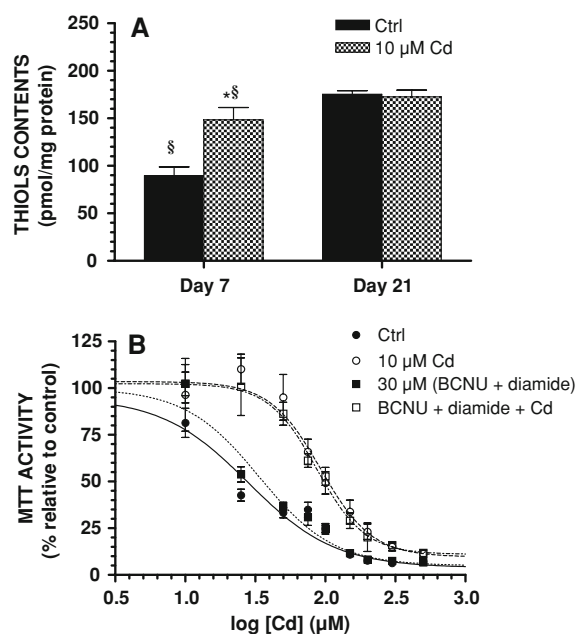 A
Ctrl
10 µM Cd
THIOLS CONTENTS
(pmol/mg protein)
250
200
150
100
50
0
§
*§
Day 7
Day 21
B
Ctrl
10 µM Cd
30 µM (BCNU + diamide)
BCNU + diamide + Cd
MTT ACTIVITY
(% relative to control)
125
100
75
50
25
0
0.5
1.0
1.5
2.0
2.5
3.0
log [Cd] (µM)